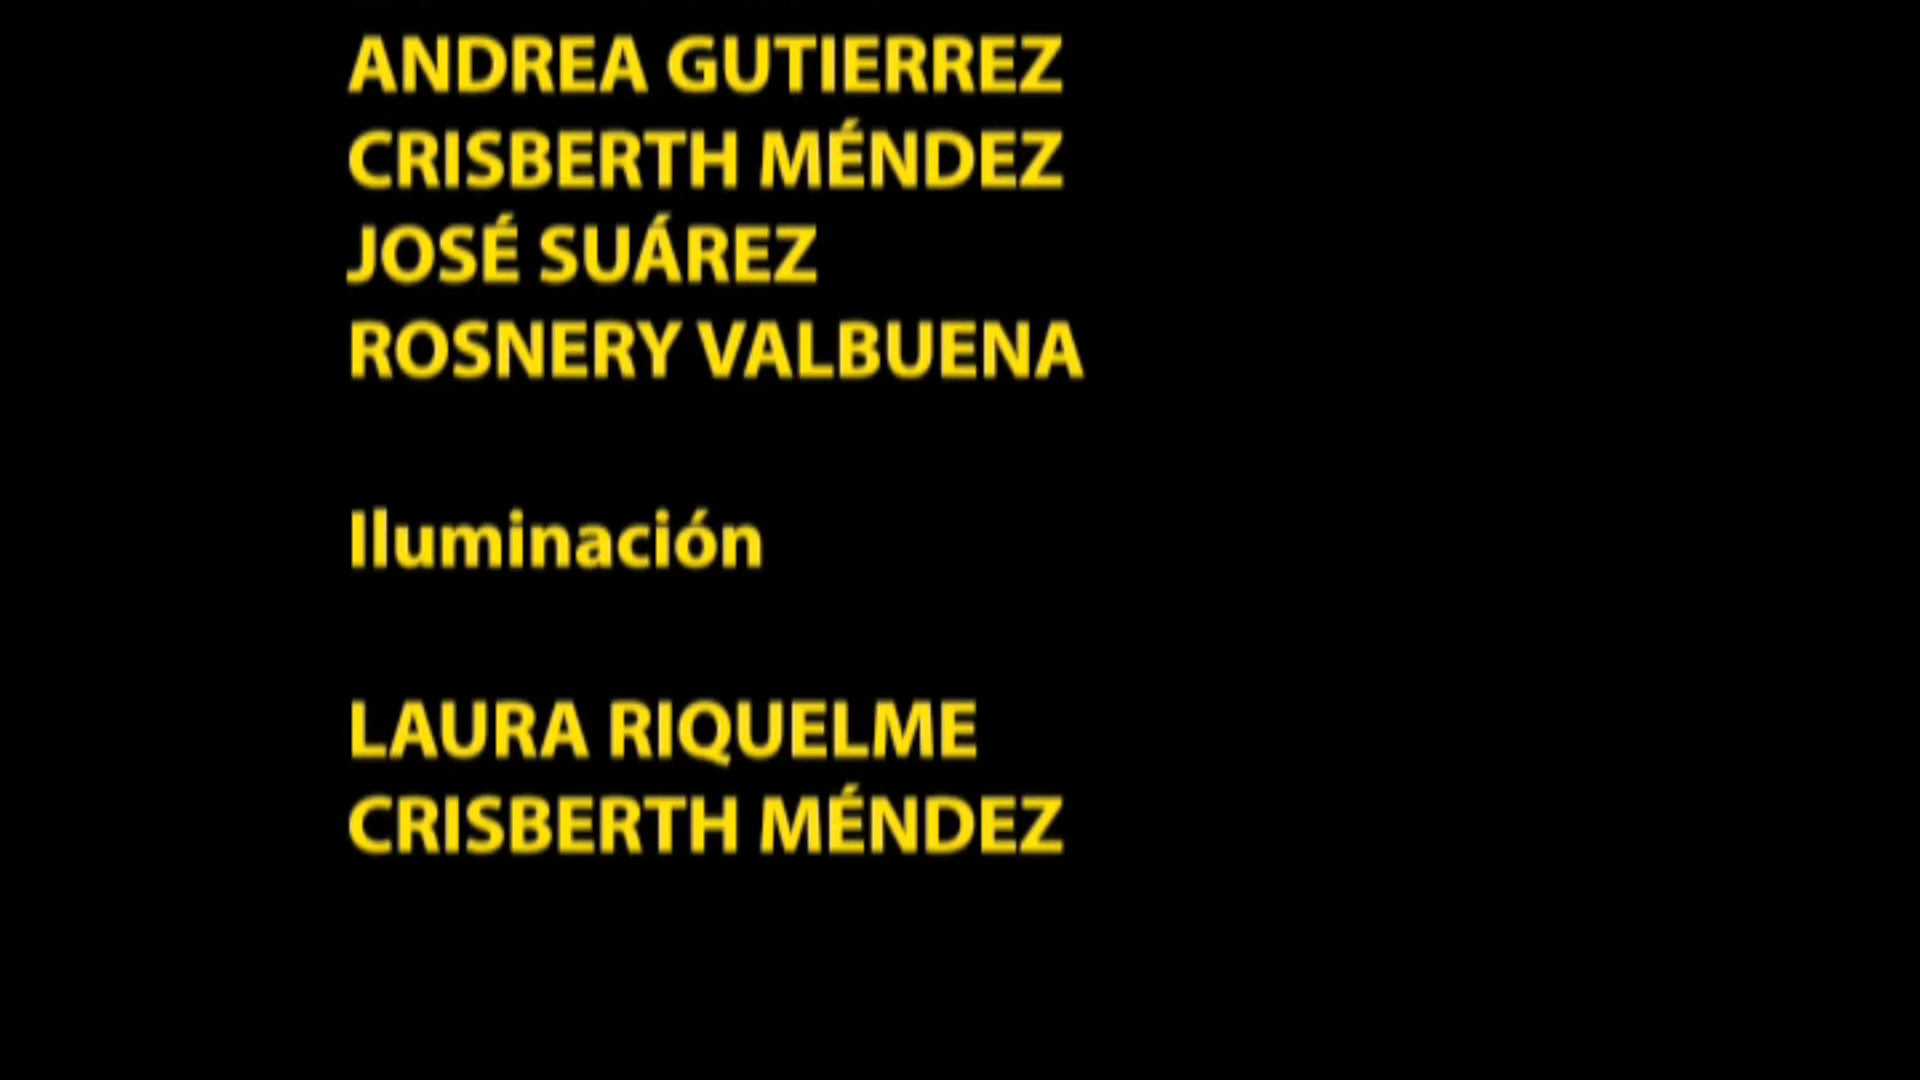 ANDREA GUTIERREZ
CRISBERTH MÉNDEZ
JOSÉ SUÁREZ
ROSNERY VALBUENA
Iluminación
LAURA RIQUELME
CRISBERTH MÉNDEZ